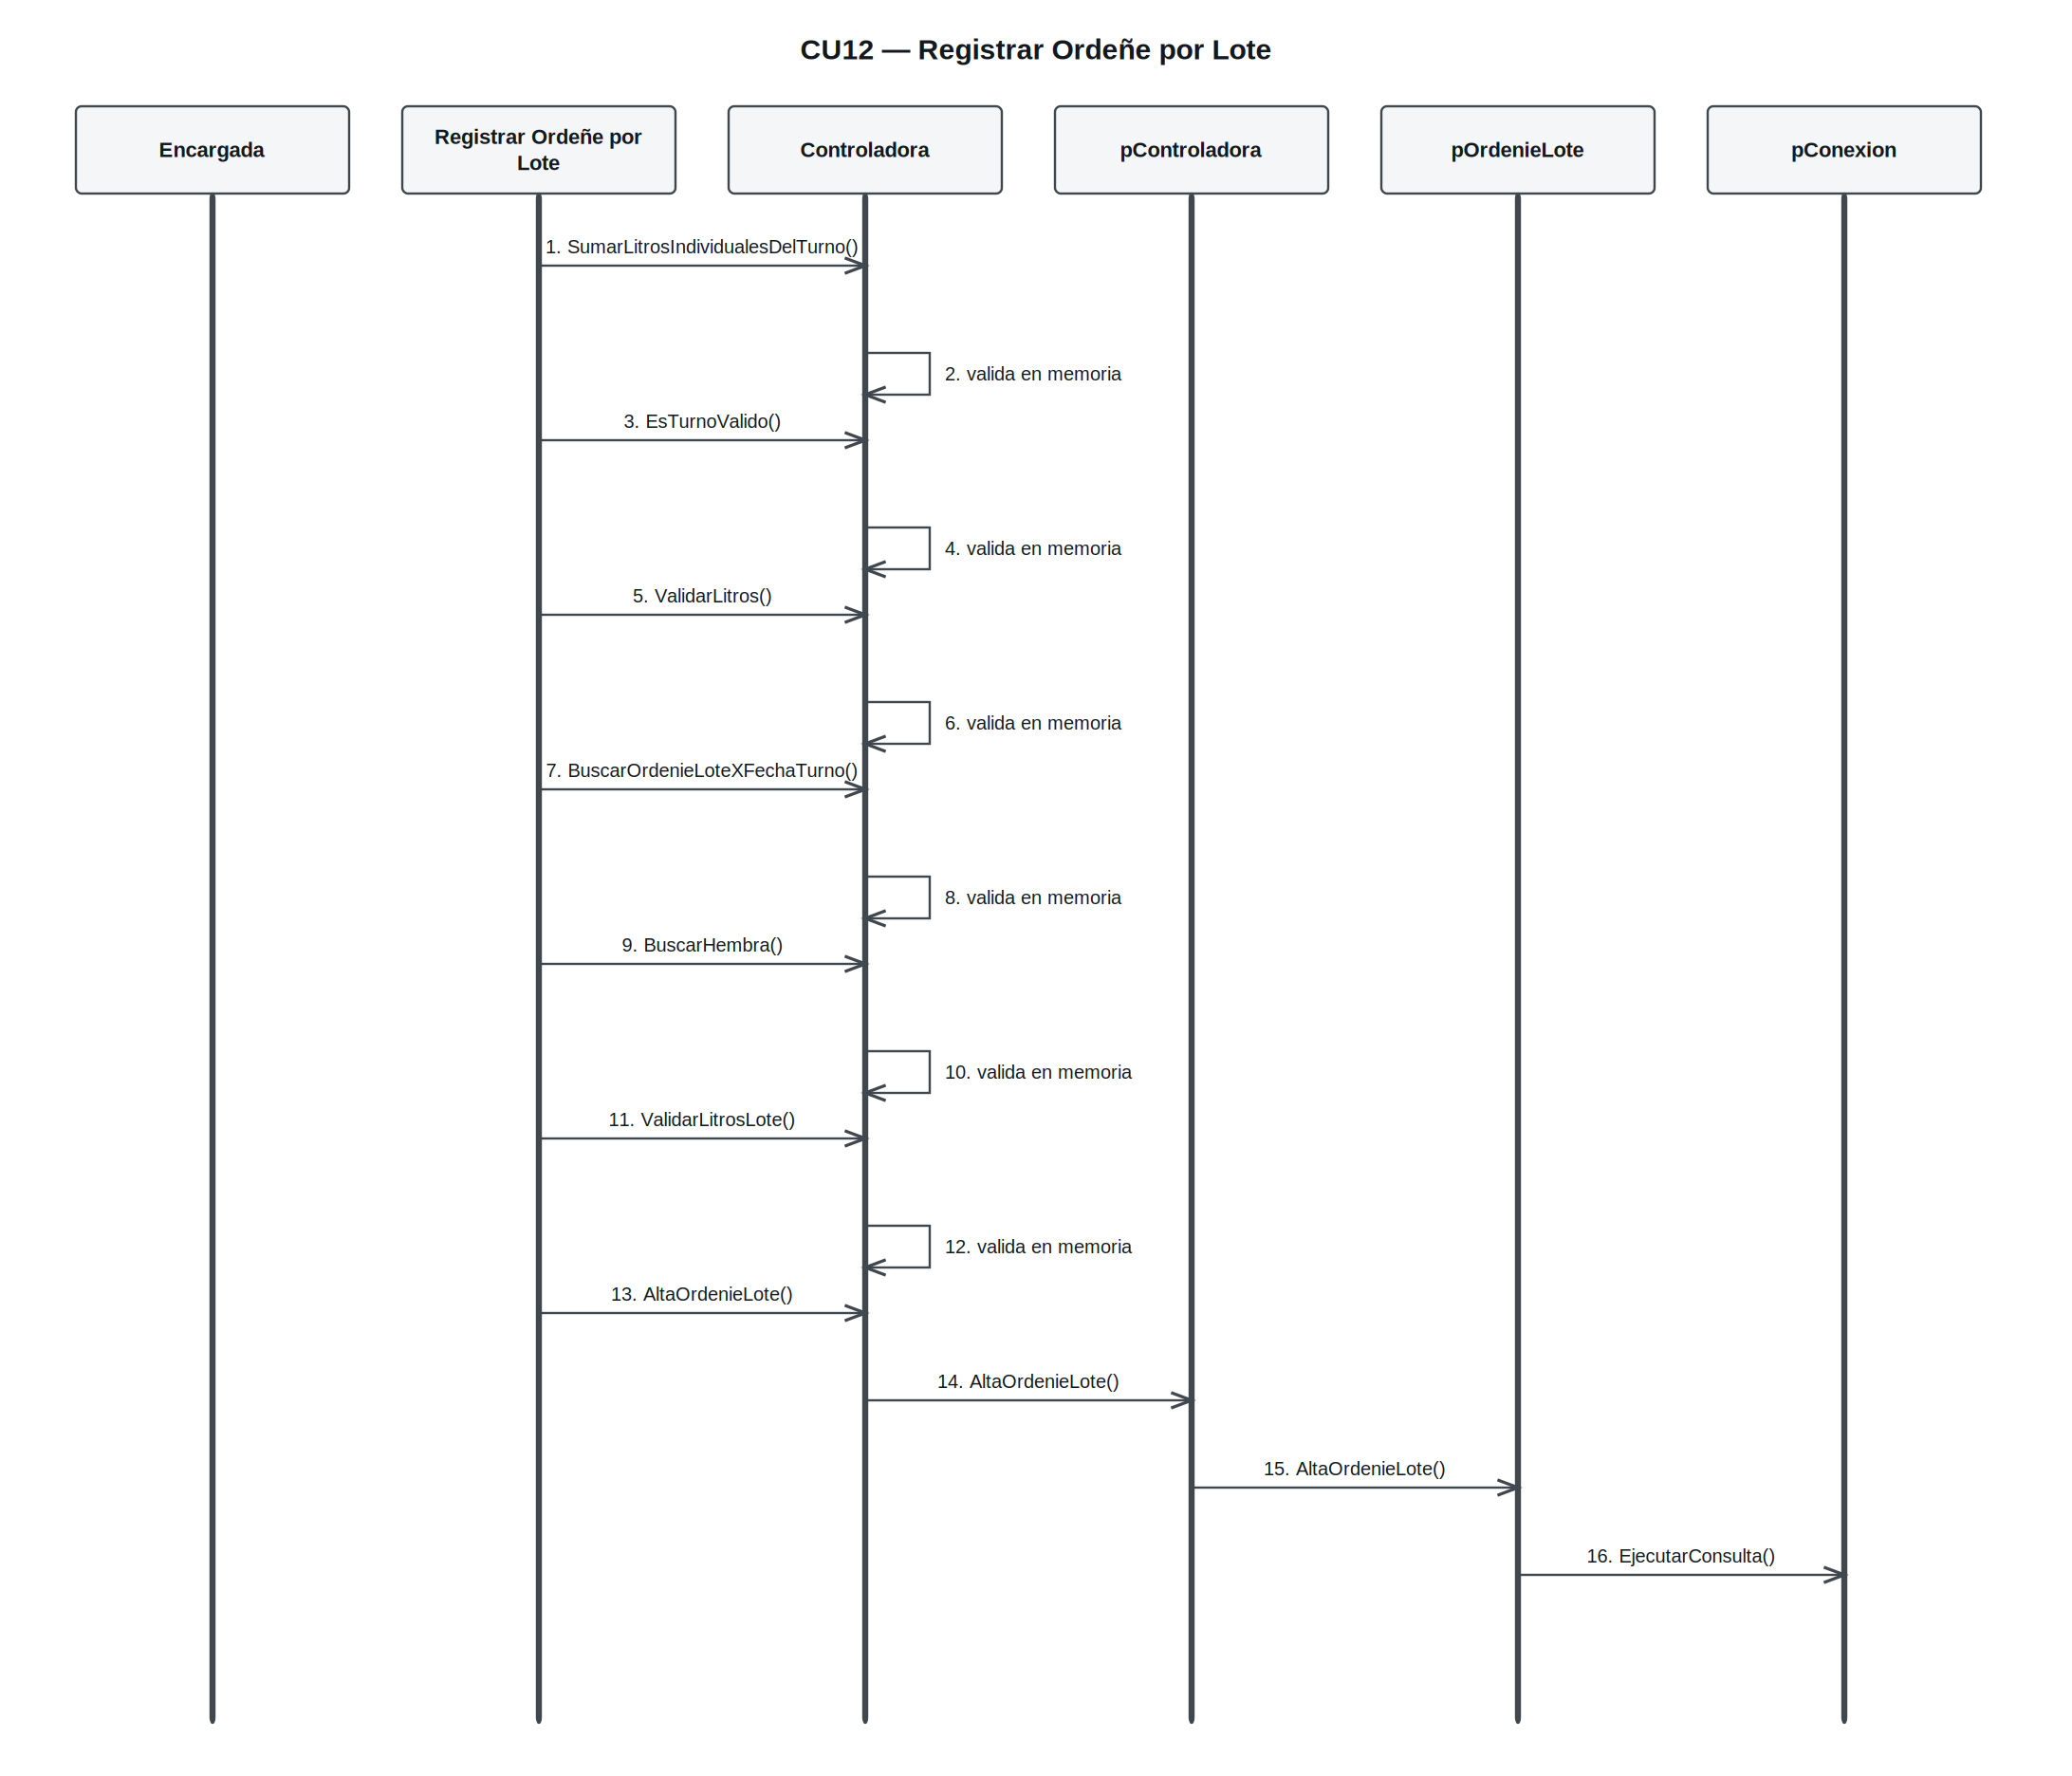 CU12 — Registrar Ordeñe por Lote
Encargada
Registrar Ordeñe por
Lote
Controladora
pControladora
pOrdenieLote
pConexion
1. SumarLitrosIndividualesDelTurno()
2. valida en memoria
3. EsTurnoValido()
4. valida en memoria
5. ValidarLitros()
6. valida en memoria
7. BuscarOrdenieLoteXFechaTurno()
8. valida en memoria
9. BuscarHembra()
10. valida en memoria
11. ValidarLitrosLote()
12. valida en memoria
13. AltaOrdenieLote()
14. AltaOrdenieLote()
15. AltaOrdenieLote()
16. EjecutarConsulta()